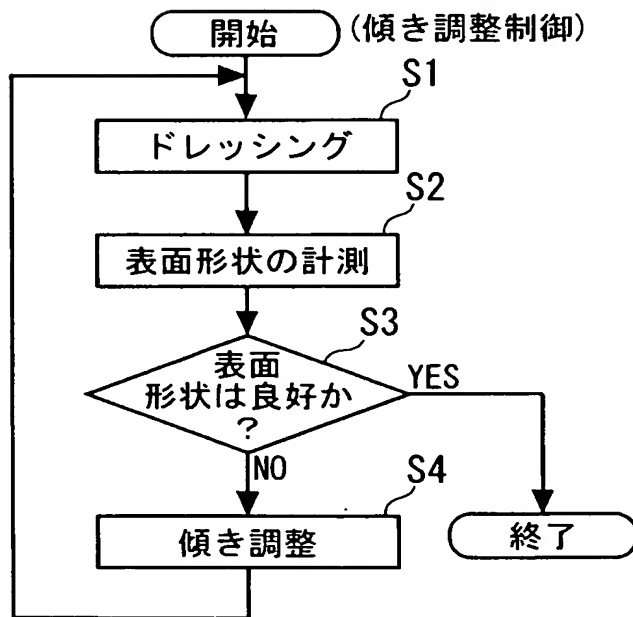 開始
(傾き調整制御)
S1
ドレッシング
S2
表面形状の計測
S3
表面
形状は良好か
?
YES
NO
S4
傾き調整
終了